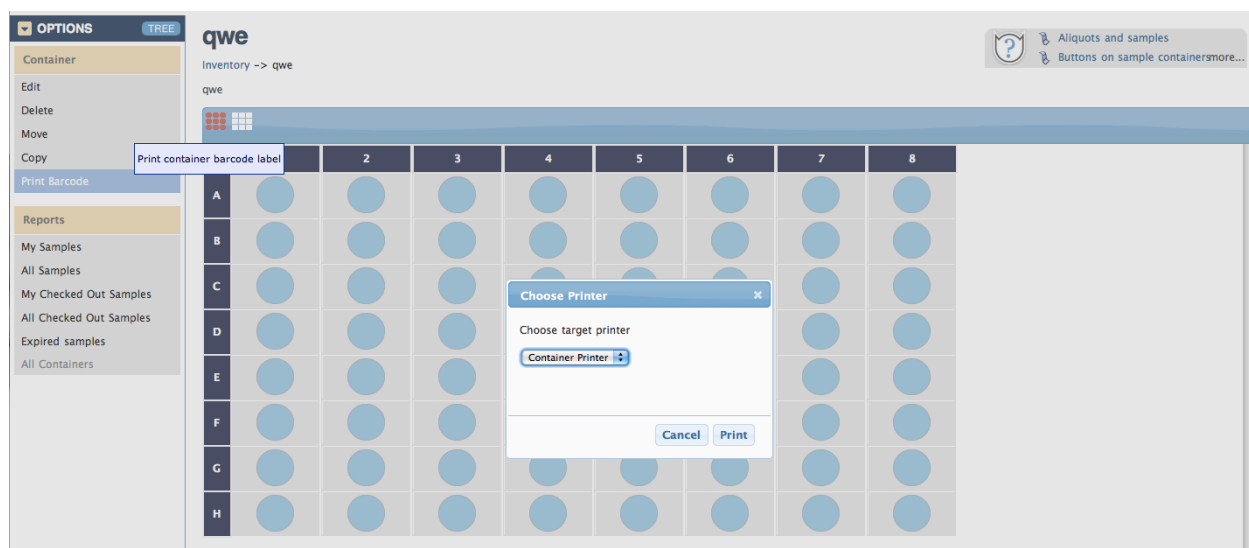 OPTIONS TREE
Container
Edit
Delete
Move
Copy
Print Barcode
Reports
My Samples
All Samples
My Checked Out Samples
All Checked Out Samples
Expired samples
All Containers
qwe
Inventory -> qwe
qwe
? Aliquots and samples
Buttons on sample containersmore...
Print container barcode label
2 3 4 5 6 7 8
A
B
C
D
E
F
G
H
Choose Printer x
Choose target printer
Container Printer
Cancel Print